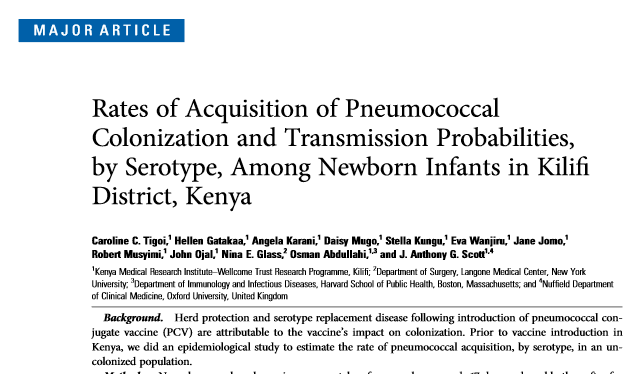 MAJOR ARTICLE
Rates of Acquisition of Pneumococcal
Colonization and Transmission Probabilities,
by Serotype, Among Newborn Infants in Kilifi
District, Kenya
Caroline C. Tigoi,1 Hellen Gatakaa,1 Angela Karani,1 Daisy Mugo,1 Stella Kungu,1 Eva Wanjiru,1 Jane Jomo,1
Robert Musyimi,1 John Ojal,1 Nina E. Glass,2 Osman Abdullahi,1,3 and J. Anthony G. Scott1,4
1Kenya Medical Research Institute–Wellcome Trust Research Programme, Kilifi; 2Department of Surgery, Langone Medical Center, New York
University; 3Department of Immunology and Infectious Diseases, Harvard School of Public Health, Boston, Massachusetts; and 4Nuffield Department
of Clinical Medicine, Oxford University, United Kingdom
Background. Herd protection and serotype replacement disease following introduction of pneumococcal con-
jugate vaccine (PCV) are attributable to the vaccine's impact on colonization. Prior to vaccine introduction in
Kenya, we did an epidemiological study to estimate the rate of pneumococcal acquisition, by serotype, in an un-
colonized population.